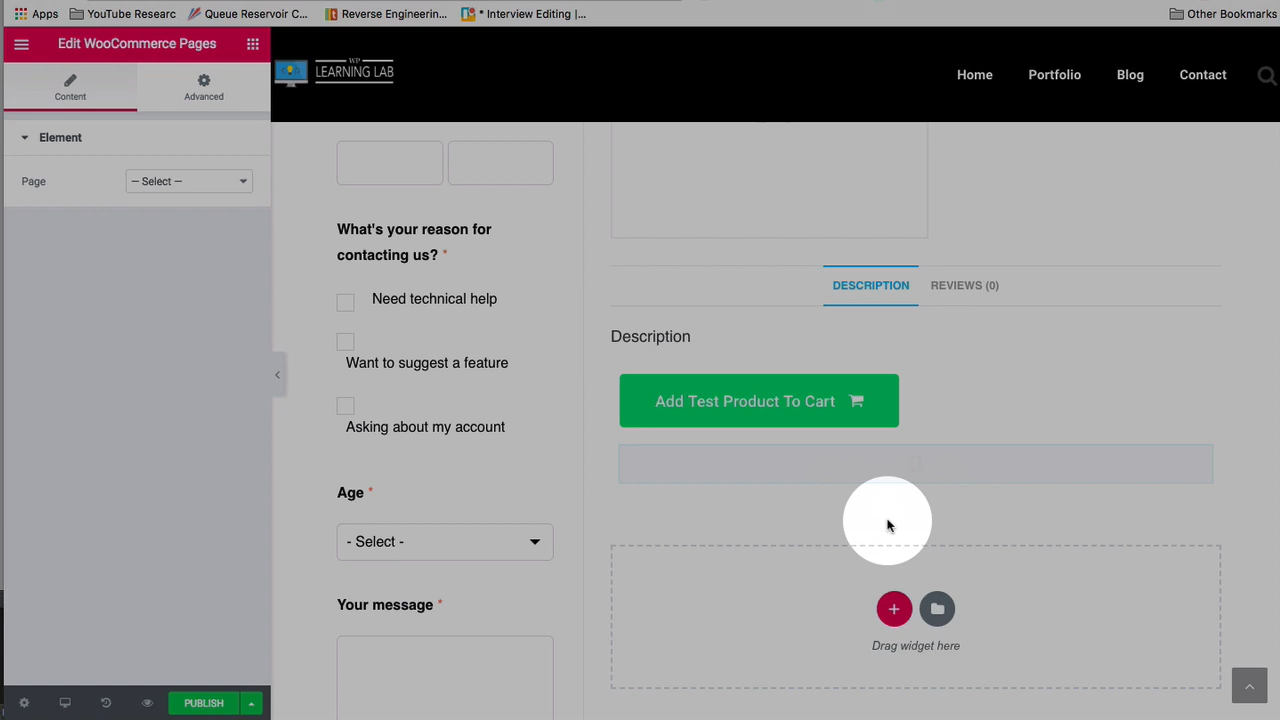 Apps
YouTube Researc
Queue Reservoir C...
Reverse Engineerin...
* Interview Editing |...
Other Bookmarks
Edit WooCommerce Pages
Content
Advanced
Element
Page
— Select —
PUBLISH
WP
LEARNING LAB
Home
Portfolio
Blog
Contact
What's your reason for
contacting us? *
Need technical help
Want to suggest a feature
Asking about my account
Age *
- Select -
Your message *
DESCRIPTION
REVIEWS (0)
Description
Add Test Product To Cart
Drag widget here